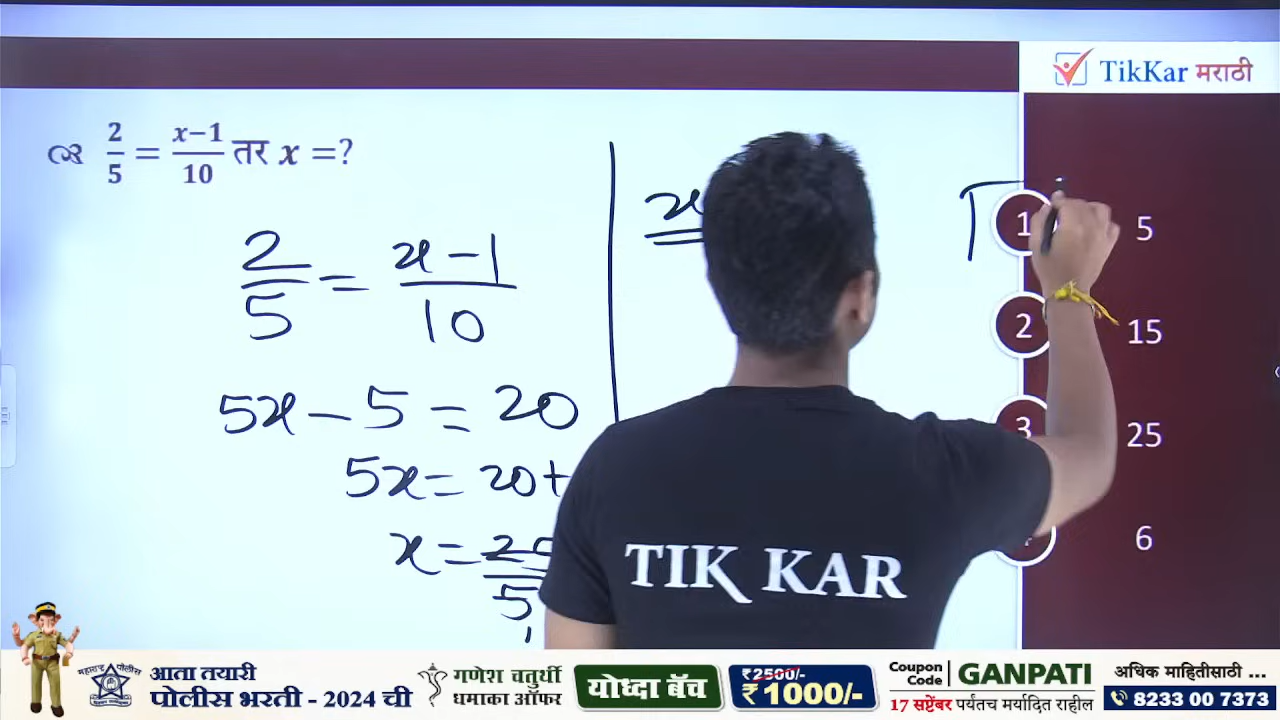 TikKar मराठी
2/5 = x−1/10 तर x =?
2/5 = x − 1/10
5x − 5 = 20
5x = 20+
x = 2
5
x
1 5
2 15
3 25
6
TIK KAR
महाराष्ट्र पोलीस
आता तयारी
पोलीस भरती - 2024 ची
गणेश चतुर्थी
धमाका ऑफर
योध्दा बॅच
₹2500/-
₹1000/-
Coupon Code GANPATI
17 सप्टेंबर पर्यंतच मर्यादित राहील
अधिक माहितीसाठी ...
8233 00 7373